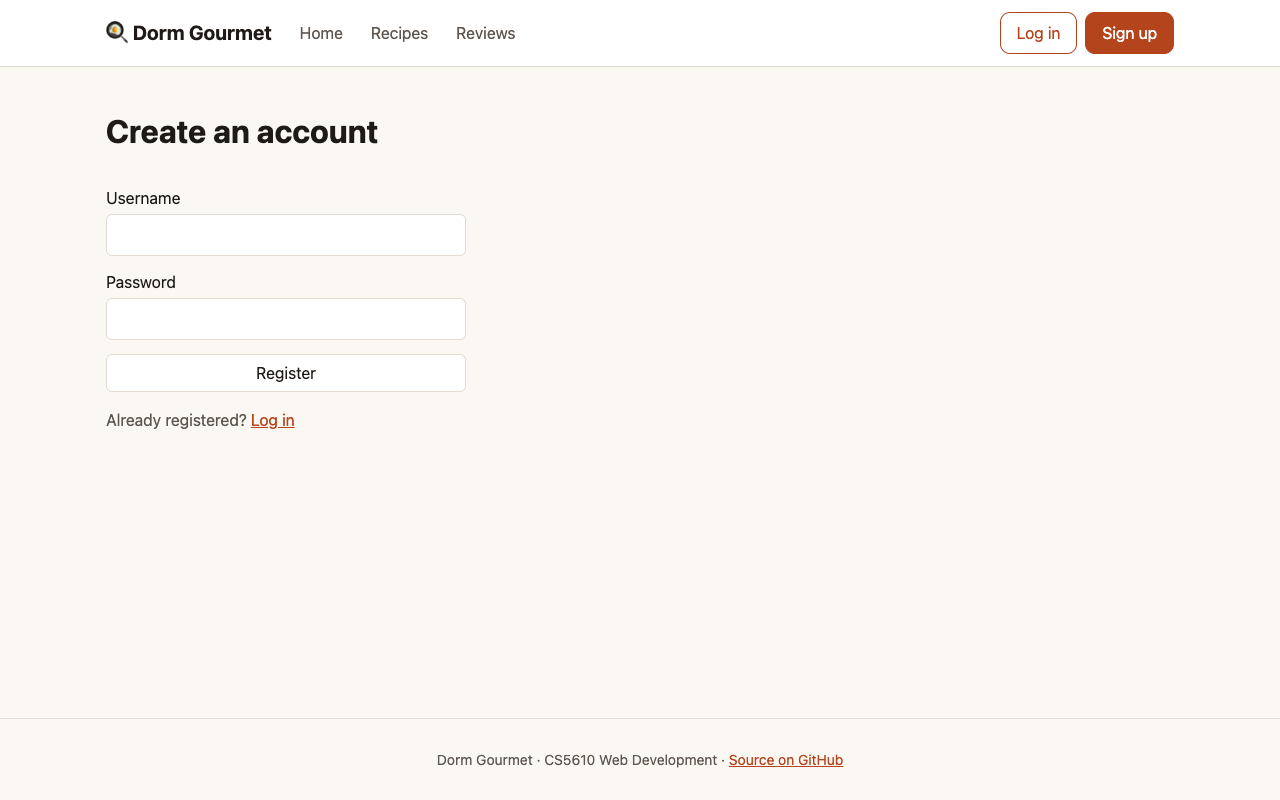 Dorm Gourmet Home Recipes Reviews Log in Sign up
Create an account
Username
Password
Register
Already registered? Log in
Dorm Gourmet · CS5610 Web Development · Source on GitHub